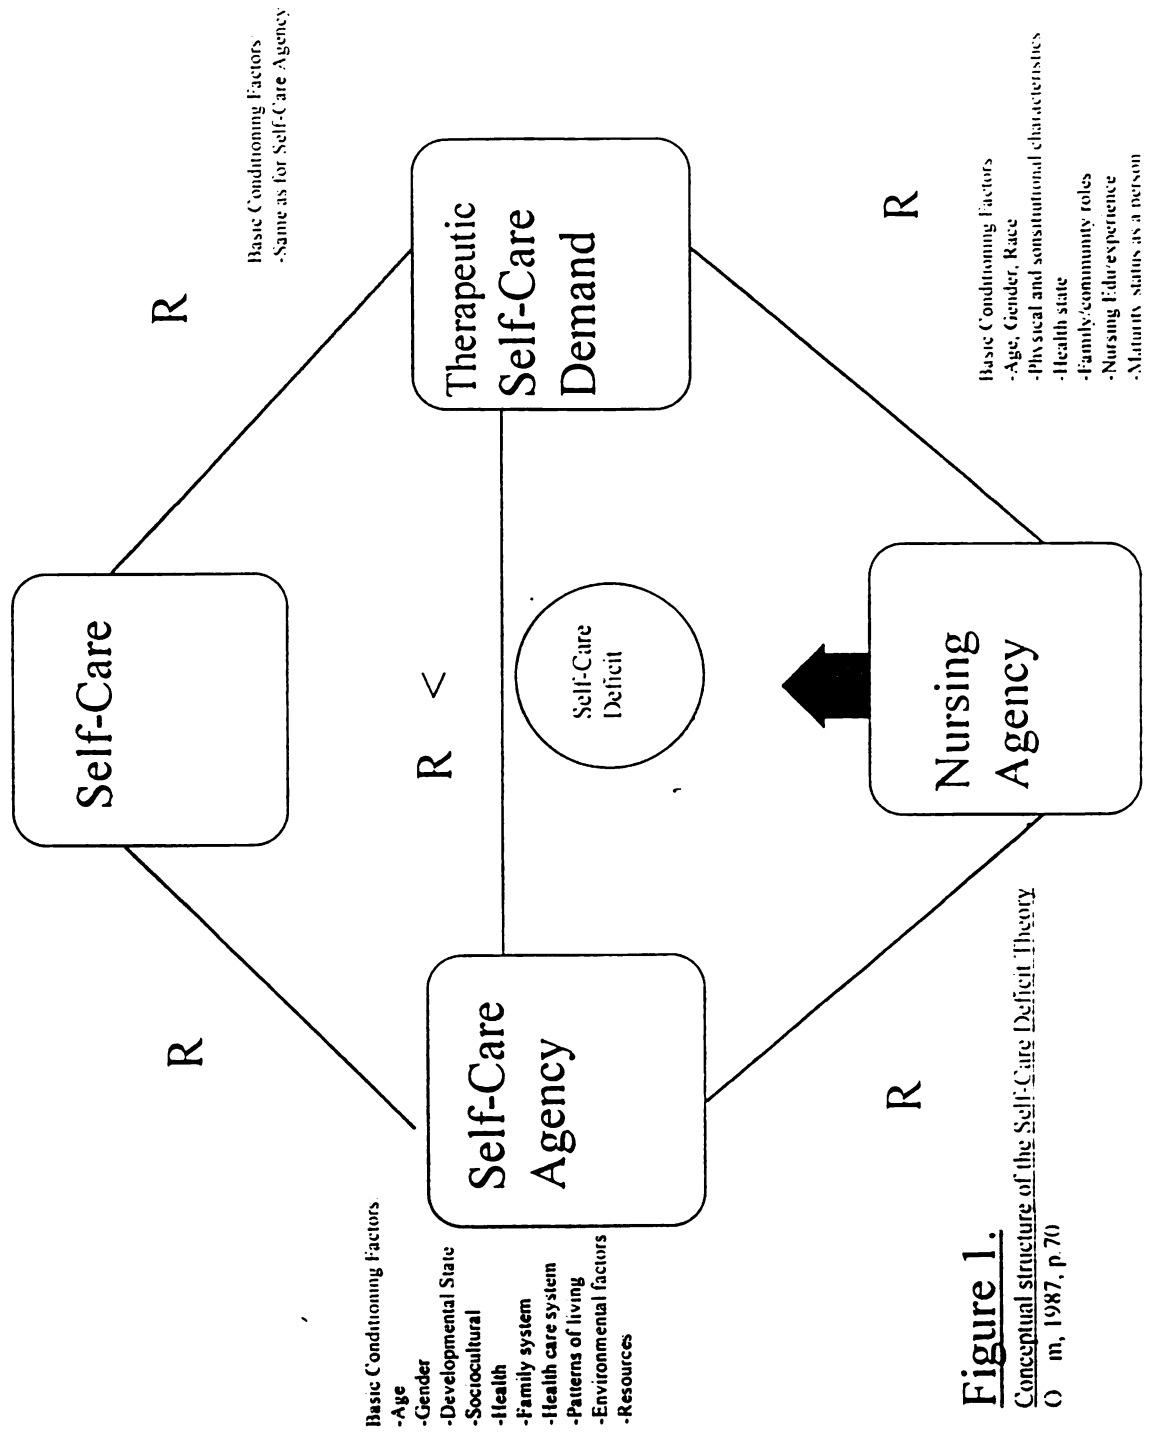 Self-Care
R
R
Basic Conditioning Factors
-Same as for Self-Care Agency
Basic Conditioning Factors
-Age
-Gender
-Developmental State
-Sociocultural
-Health
-Family system
-Health care system
-Patterns of living
-Environmental factors
-Resources
Self-Care
Agency
R <
Therapeutic
Self-Care
Demand
Self-Care
Deficit
R
R
Nursing
Agency
Basic Conditioning Factors
-Age, Gender, Race
-Physical and sonsitutional characteristics
-Health state
-Family/community roles
-Nursing Edu/experience
-Maturity status as a person
Figure 1.
Conceptual structure of the Self-Care Deficit Theory
O m, 1987, p.70